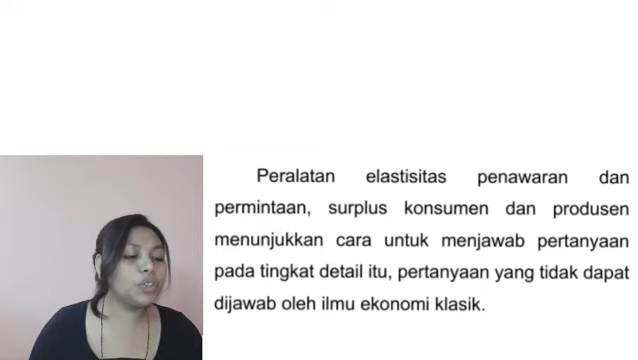 Peralatan elastisitas penawaran dan
permintaan, surplus konsumen dan produsen
menunjukkan cara untuk menjawab pertanyaan
pada tingkat detail itu, pertanyaan yang tidak dapat
dijawab oleh ilmu ekonomi klasik.